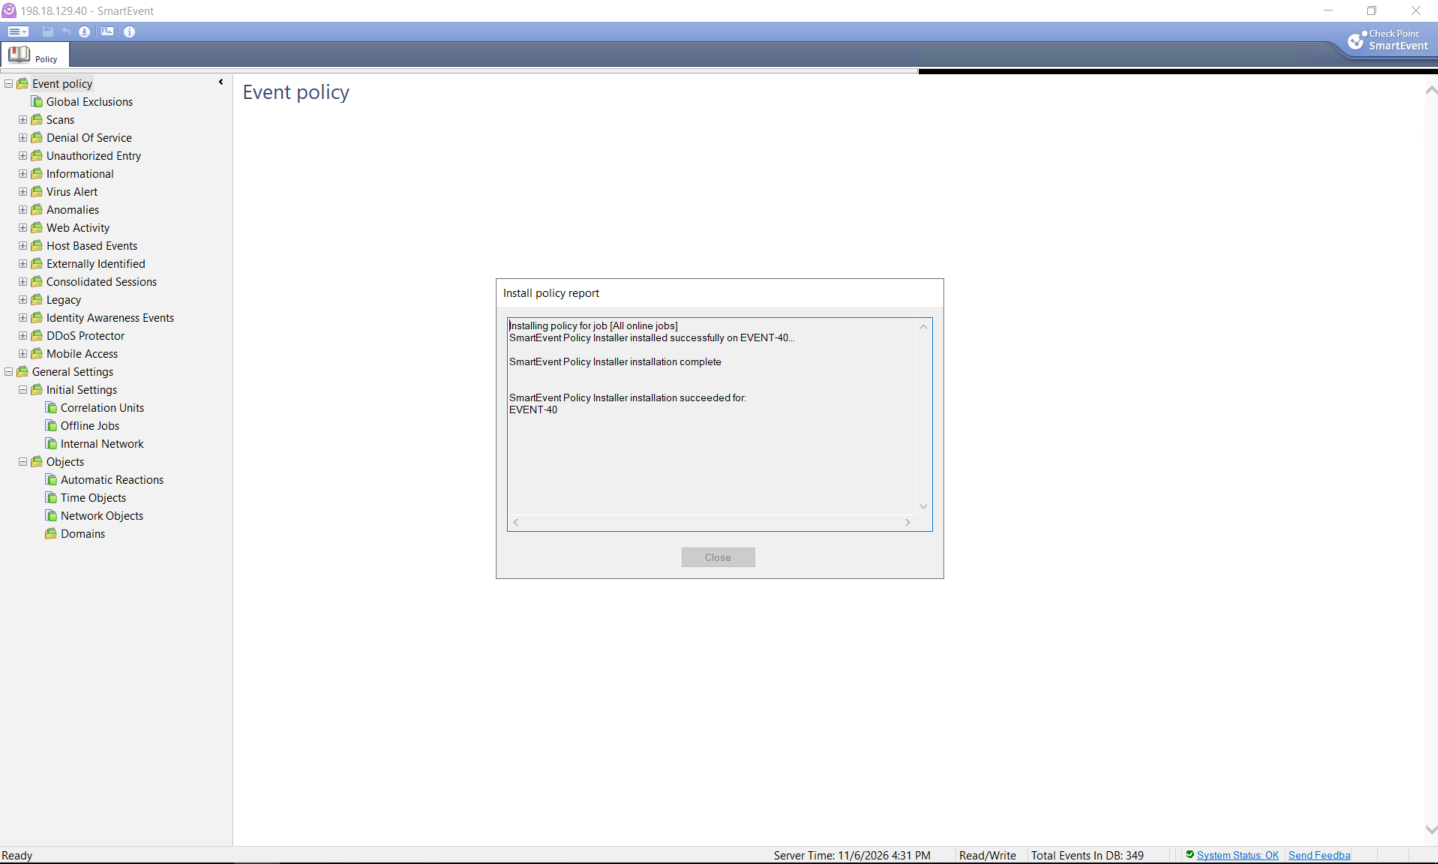 198.18.129.40 - SmartEvent
Check Point
SmartEvent
Policy
Event policy
Global Exclusions
Scans
Denial Of Service
Unauthorized Entry
Informational
Virus Alert
Anomalies
Web Activity
Host Based Events
Externally Identified
Consolidated Sessions
Legacy
Identity Awareness Events
DDoS Protector
Mobile Access
General Settings
Initial Settings
Correlation Units
Offline Jobs
Internal Network
Objects
Automatic Reactions
Time Objects
Network Objects
Domains
Event policy
Install policy report
Installing policy for job [All online jobs]
SmartEvent Policy Installer installed successfully on EVENT-40...
SmartEvent Policy Installer installation complete
SmartEvent Policy Installer installation succeeded for:
EVENT-40
Close
Ready
Server Time: 11/6/2026 4:31 PM
Read/Write
Total Events In DB: 349
System Status: OK
Send Feedba